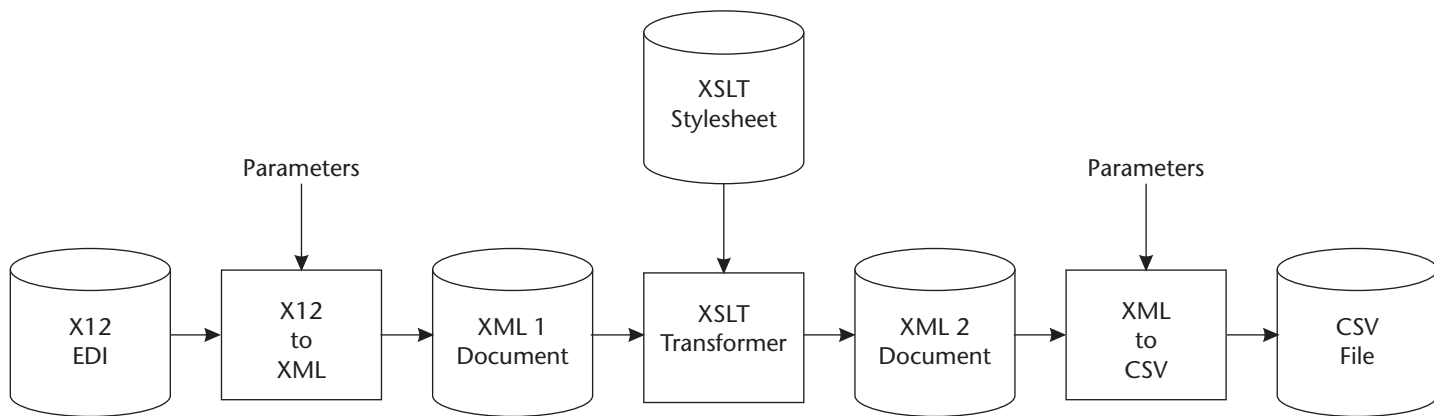 XSLT
Stylesheet
Parameters
Parameters
X12
EDI
X12
to
XML
XML 1
Document
XSLT
Transformer
XML 2
Document
XML
to
CSV
CSV
File